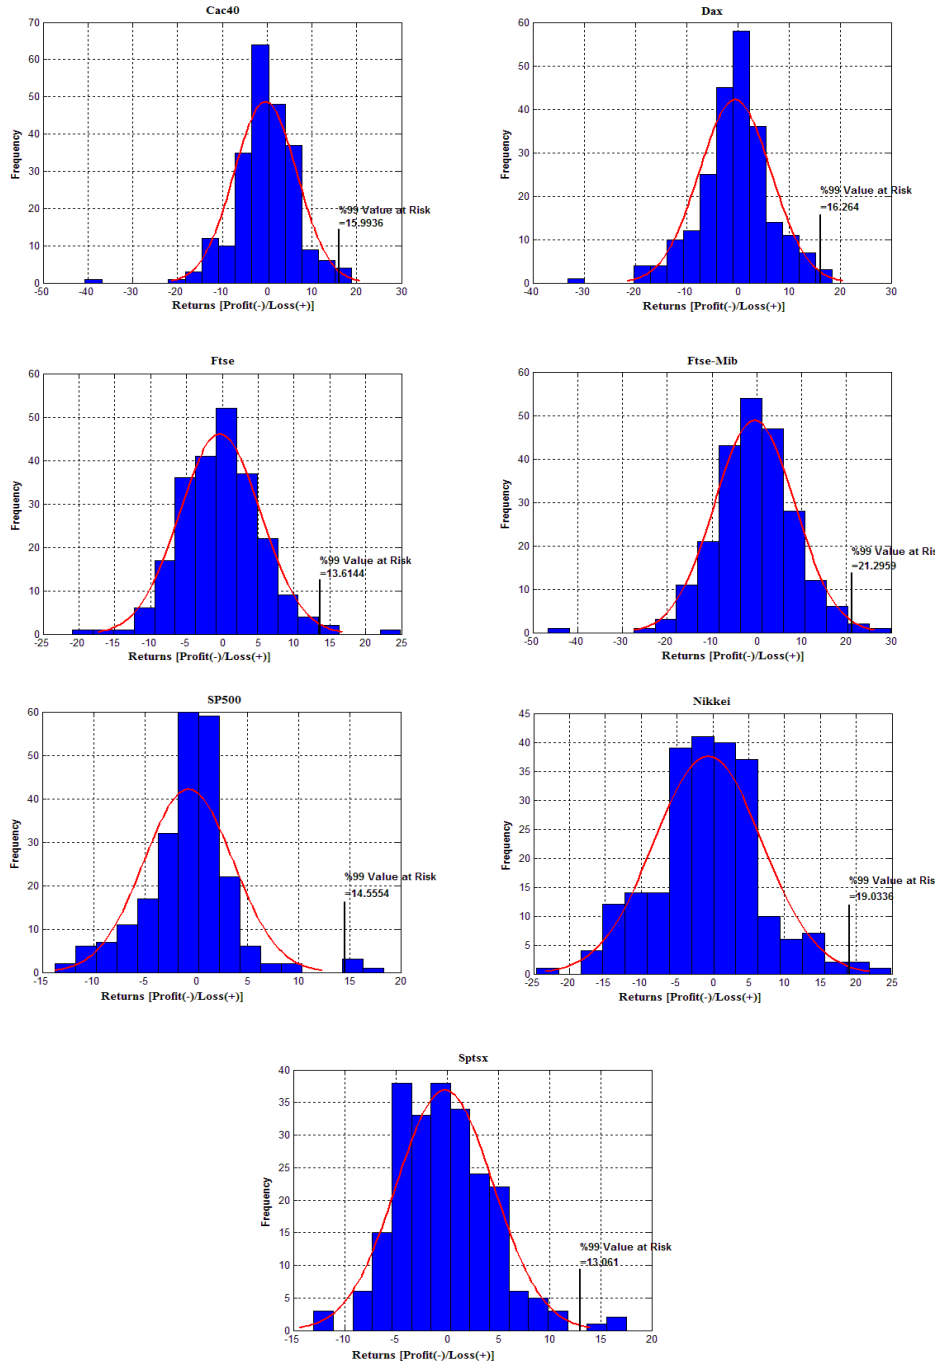 Cac40
70
60
50
40
30
20
10
0
Frequency
%99 Value at Risk
=15.9936
-50 -40 -30 -20 -10 0 10 20 30
Returns [Profit(-)/Loss(+)]
Dax
60
50
40
30
20
10
0
Frequency
%99 Value at Risk
=16.264
-40 -30 -20 -10 0 10 20 30
Returns [Profit(-)/Loss(+)]
Ftse
60
50
40
30
20
10
0
Frequency
%99 Value at Risk
=13.6144
-25 -20 -15 -10 -5 0 5 10 15 20 25
Returns [Profit(-)/Loss(+)]
Ftse-Mib
60
50
40
30
20
10
0
Frequency
%99 Value at Ris
=21.2959
-50 -40 -30 -20 -10 0 10 20 30
Returns [Profit(-)/Loss(+)]
SP500
60
50
40
30
20
10
0
Frequency
%99 Value at Risk
=14.5554
-15 -10 -5 0 5 10 15 20
Returns [Profit(-)/Loss(+)]
Nikkei
45
40
35
30
25
20
15
10
5
0
Frequency
%99 Value at Ris
=19.0336
-25 -20 -15 -10 -5 0 5 10 15 20 25
Returns [Profit(-)/Loss(+)]
Sptsx
40
35
30
25
20
15
10
5
0
Frequency
%99 Value at Risk
=13.061
-15 -10 -5 0 5 10 15 20
Returns [Profit(-)/Loss(+)]